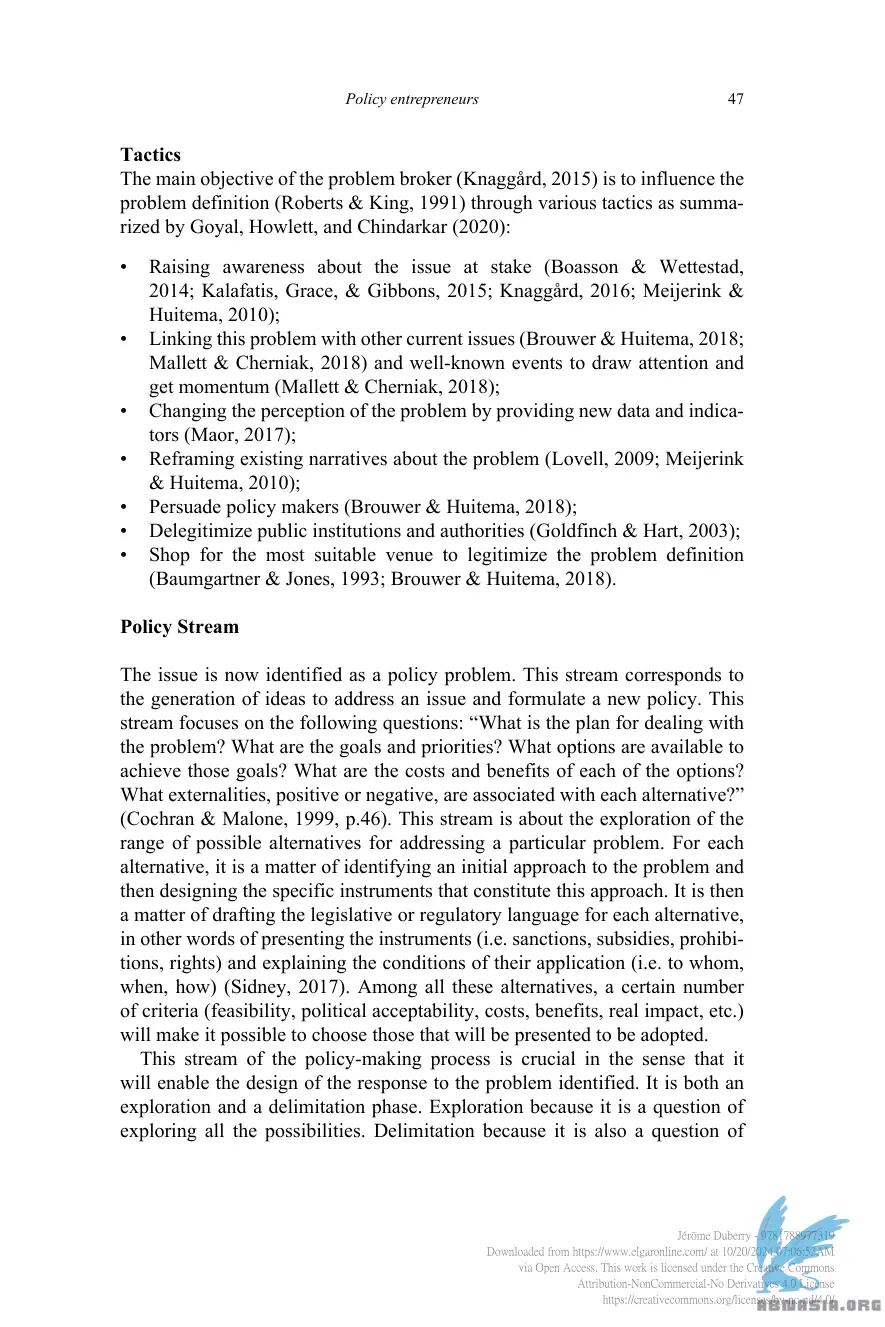 Policy entrepreneurs 47
Tactics
The main objective of the problem broker (Knaggård, 2015) is to influence the
problem definition (Roberts & King, 1991) through various tactics as summa-
rized by Goyal, Howlett, and Chindarkar (2020):
• Raising awareness about the issue at stake (Boasson & Wettestad,
2014; Kalafatis, Grace, & Gibbons, 2015; Knaggård, 2016; Meijerink &
Huitema, 2010);
• Linking this problem with other current issues (Brouwer & Huitema, 2018;
Mallett & Cherniak, 2018) and well-known events to draw attention and
get momentum (Mallett & Cherniak, 2018);
• Changing the perception of the problem by providing new data and indica-
tors (Maor, 2017);
• Reframing existing narratives about the problem (Lovell, 2009; Meijerink
& Huitema, 2010);
• Persuade policy makers (Brouwer & Huitema, 2018);
• Delegitimize public institutions and authorities (Goldfinch & Hart, 2003);
• Shop for the most suitable venue to legitimize the problem definition
(Baumgartner & Jones, 1993; Brouwer & Huitema, 2018).
Policy Stream
The issue is now identified as a policy problem. This stream corresponds to
the generation of ideas to address an issue and formulate a new policy. This
stream focuses on the following questions: “What is the plan for dealing with
the problem? What are the goals and priorities? What options are available to
achieve those goals? What are the costs and benefits of each of the options?
What externalities, positive or negative, are associated with each alternative?”
(Cochran & Malone, 1999, p.46). This stream is about the exploration of the
range of possible alternatives for addressing a particular problem. For each
alternative, it is a matter of identifying an initial approach to the problem and
then designing the specific instruments that constitute this approach. It is then
a matter of drafting the legislative or regulatory language for each alternative,
in other words of presenting the instruments (i.e. sanctions, subsidies, prohibi-
tions, rights) and explaining the conditions of their application (i.e. to whom,
when, how) (Sidney, 2017). Among all these alternatives, a certain number
of criteria (feasibility, political acceptability, costs, benefits, real impact, etc.)
will make it possible to choose those that will be presented to be adopted.
This stream of the policy-making process is crucial in the sense that it
will enable the design of the response to the problem identified. It is both an
exploration and a delimitation phase. Exploration because it is a question of
exploring all the possibilities. Delimitation because it is also a question of
Jérôme Duberry - 9781788977319
Downloaded from https://www.elgaronline.com/ at 10/20/2024 07:06:52AM
via Open Access. This work is licensed under the Creative Commons
Attribution-NonCommercial-No Derivatives 4.0 License
https://creativecommons.org/licenses/by-nc-nd/4.0/
ABWASIA.ORG